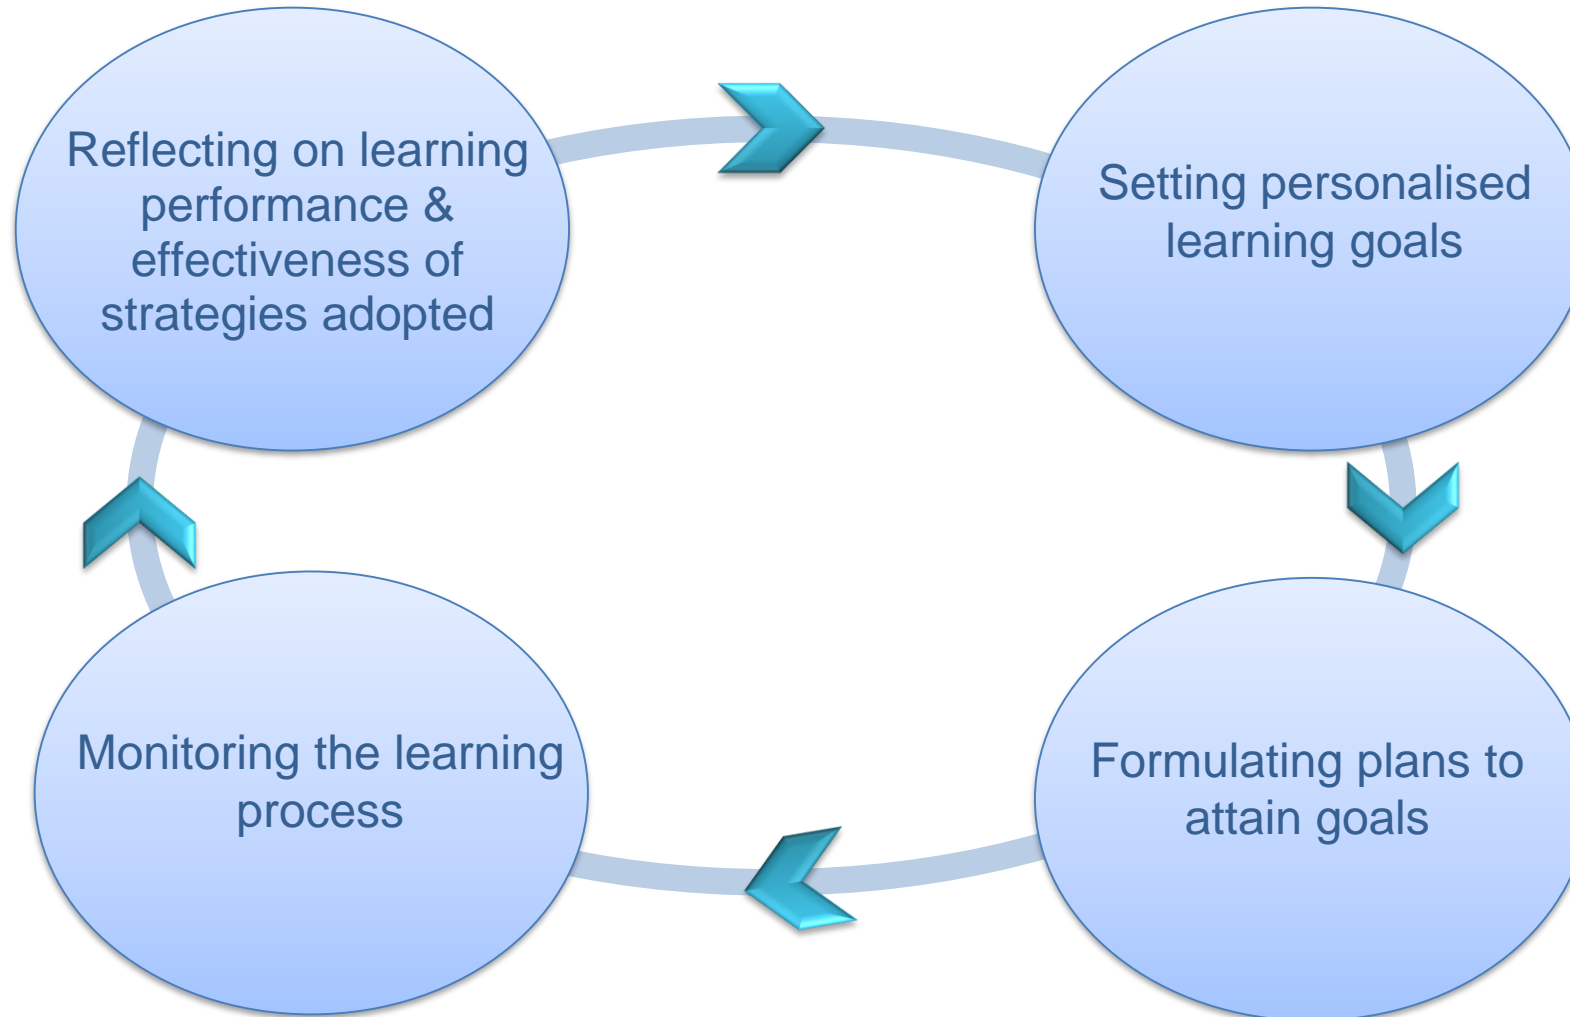 Reflecting on learning
performance &
effectiveness of
strategies adopted
Setting personalised
learning goals
Formulating plans to
attain goals
Monitoring the learning
process